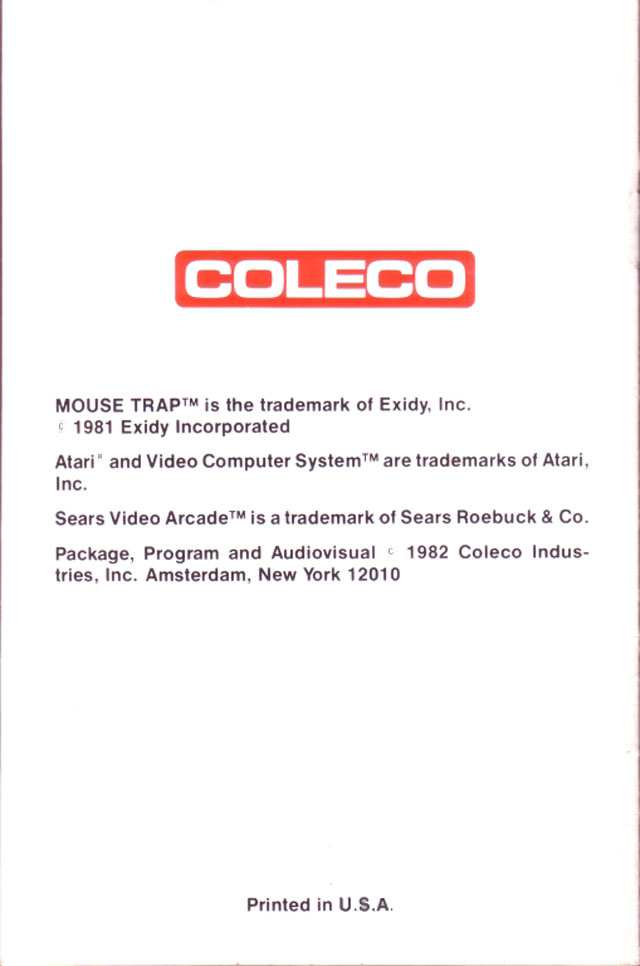 COLECO
MOUSE TRAP™ is the trademark of Exidy, Inc.
© 1981 Exidy Incorporated
Atari® and Video Computer System™ are trademarks of Atari,
Inc.
Sears Video Arcade™ is a trademark of Sears Roebuck & Co.
Package, Program and Audiovisual © 1982 Coleco Indus-
tries, Inc. Amsterdam, New York 12010
Printed in U.S.A.